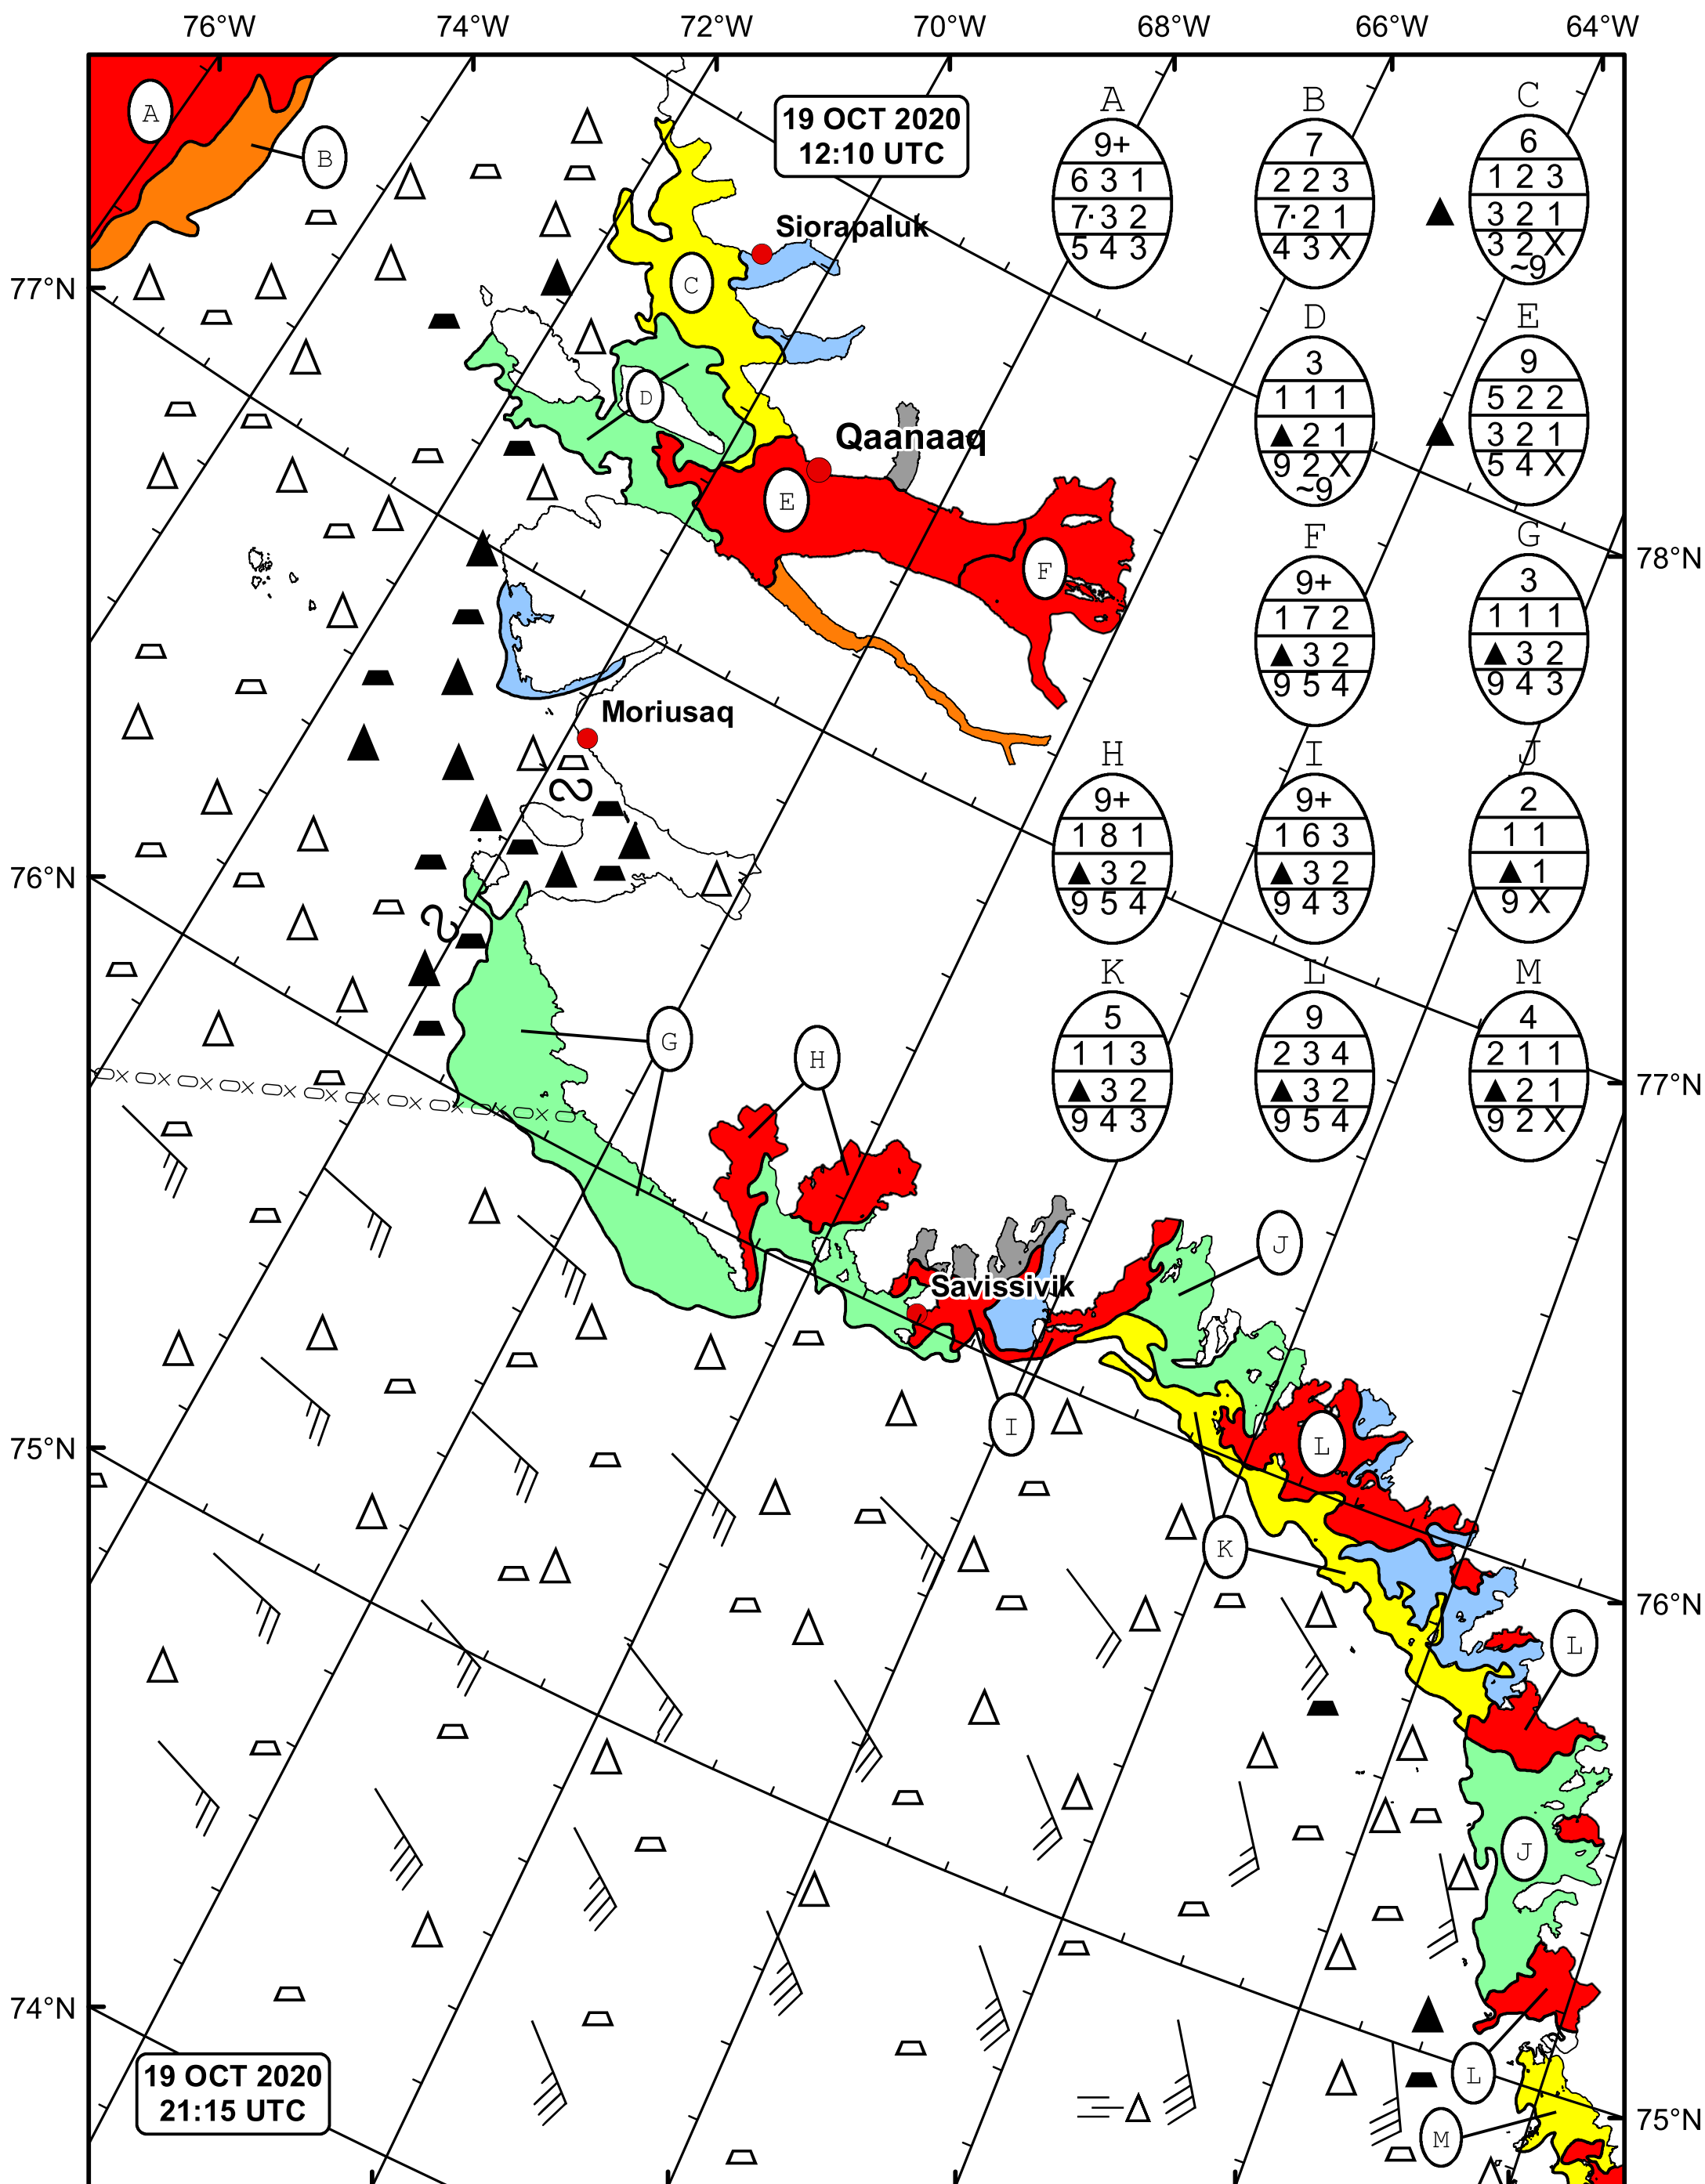 76°W 74°W 72°W 70°W 68°W 66°W 64°W
19 OCT 2020
12:10 UTC
A
B
C
A
9+
6 3 1
7· 3 2
5 4 3
B
7
2 2 3
7· 2 1
4 3 X
C
6
1 2 3
▲ 3 2 1
3 2 X
~9
Siorapaluk
77°N
C
D
3
1 1 1
▲ 2 1
9 2 X
~9
E
9
5 2 2
▲ 3 2 1
5 4 X
D
Qaanaaq
E
F
78°N
F
9+
1 7 2
▲ 3 2
9 5 4
G
3
1 1 1
▲ 3 2
9 4 3
Moriusaq
H
9+
1 8 1
▲ 3 2
9 5 4
I
9+
1 6 3
▲ 3 2
9 4 3
J
2
1 1
▲ 1
9 X
76°N
K
5
1 1 3
▲ 3 2
9 4 3
L
9
2 3 4
▲ 3 2
9 5 4
M
4
2 1 1
▲ 2 1
9 2 X
G
H
77°N
J
Savissivik
I
L
75°N
K
76°N
L
J
74°N
19 OCT 2020
21:15 UTC
L
M
75°N